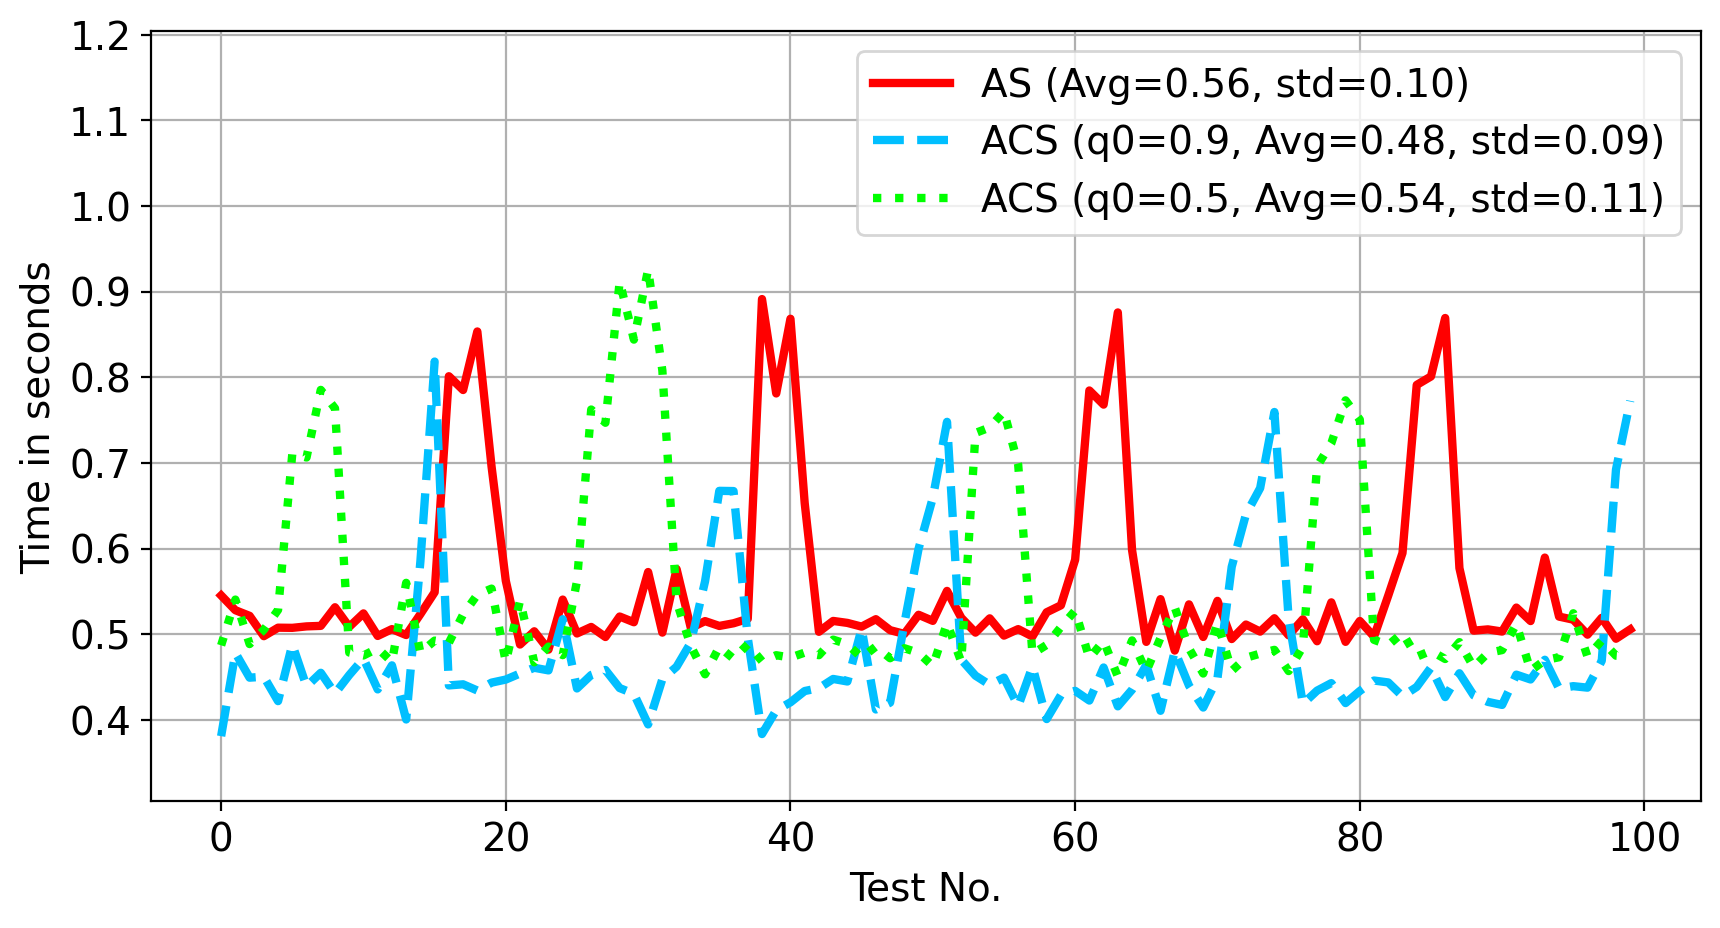 1.2
1.1
1.0
0.9
0.8
0.7
0.6
0.5
0.4
Time in seconds
AS (Avg=0.56, std=0.10)
ACS (q0=0.9, Avg=0.48, std=0.09)
ACS (q0=0.5, Avg=0.54, std=0.11)
0 20 40 60 80 100
Test No.